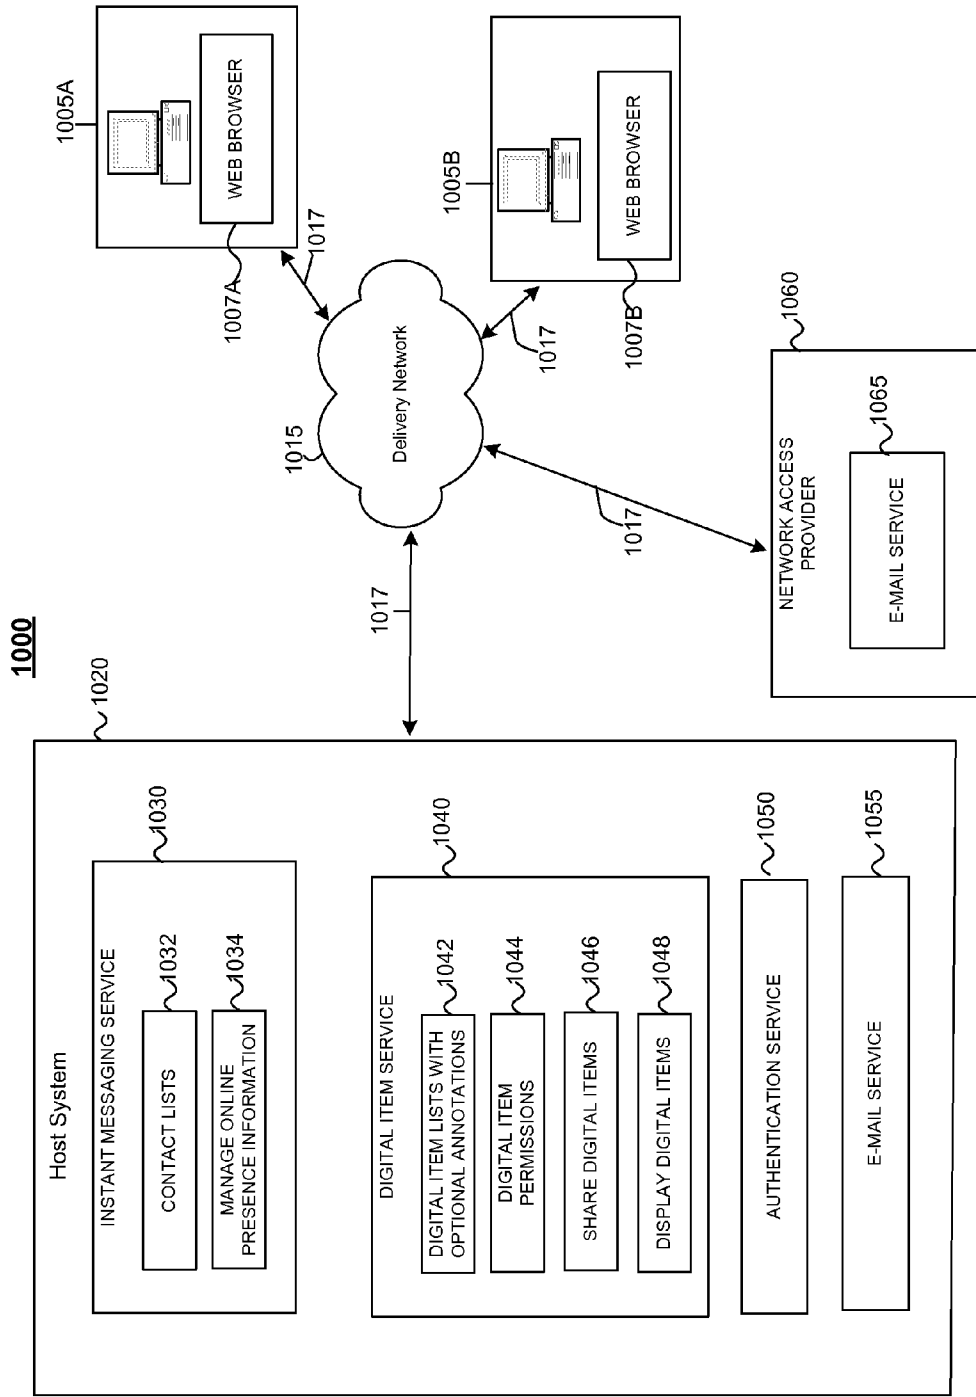 1000
Host System
1020
INSTANT MESSAGING SERVICE
1030
CONTACT LISTS
1032
MANAGE ONLINE
PRESENCE INFORMATION
1034
DIGITAL ITEM SERVICE
1040
DIGITAL ITEM LISTS WITH
OPTIONAL ANNOTATIONS
1042
DIGITAL ITEM
PERMISSIONS
1044
SHARE DIGITAL ITEMS
1046
DISPLAY DIGITAL ITEMS
1048
AUTHENTICATION SERVICE
1050
E-MAIL SERVICE
1055
1017
1015
Delivery Network
1017
1005A
WEB BROWSER
1007A
1017
1005B
WEB BROWSER
1007B
1017
NETWORK ACCESS
PROVIDER
1060
E-MAIL SERVICE
1065